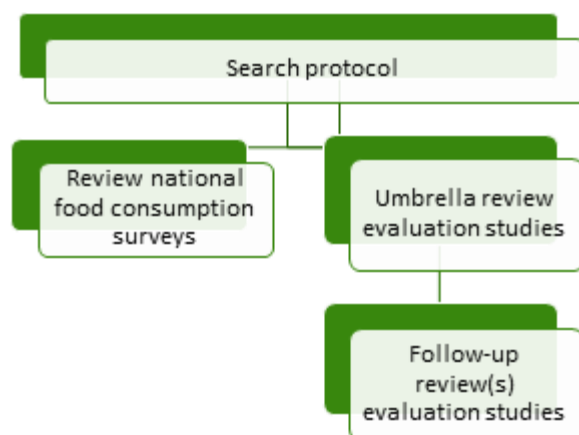 Search protocol
Review national
food consumption
surveys
Umbrella review
evaluation studies
Follow-up
review(s)
evaluation studies